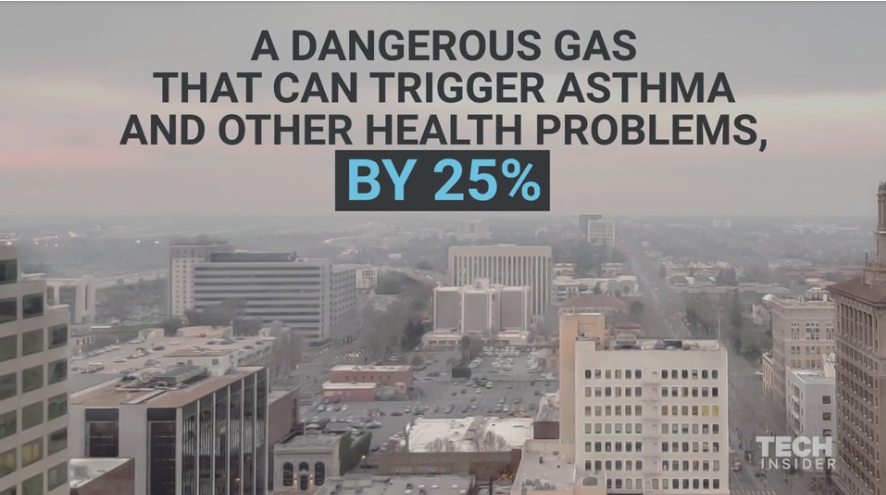 A DANGEROUS GAS
THAT CAN TRIGGER ASTHMA
AND OTHER HEALTH PROBLEMS,
BY 25%
TECH
INSIDER